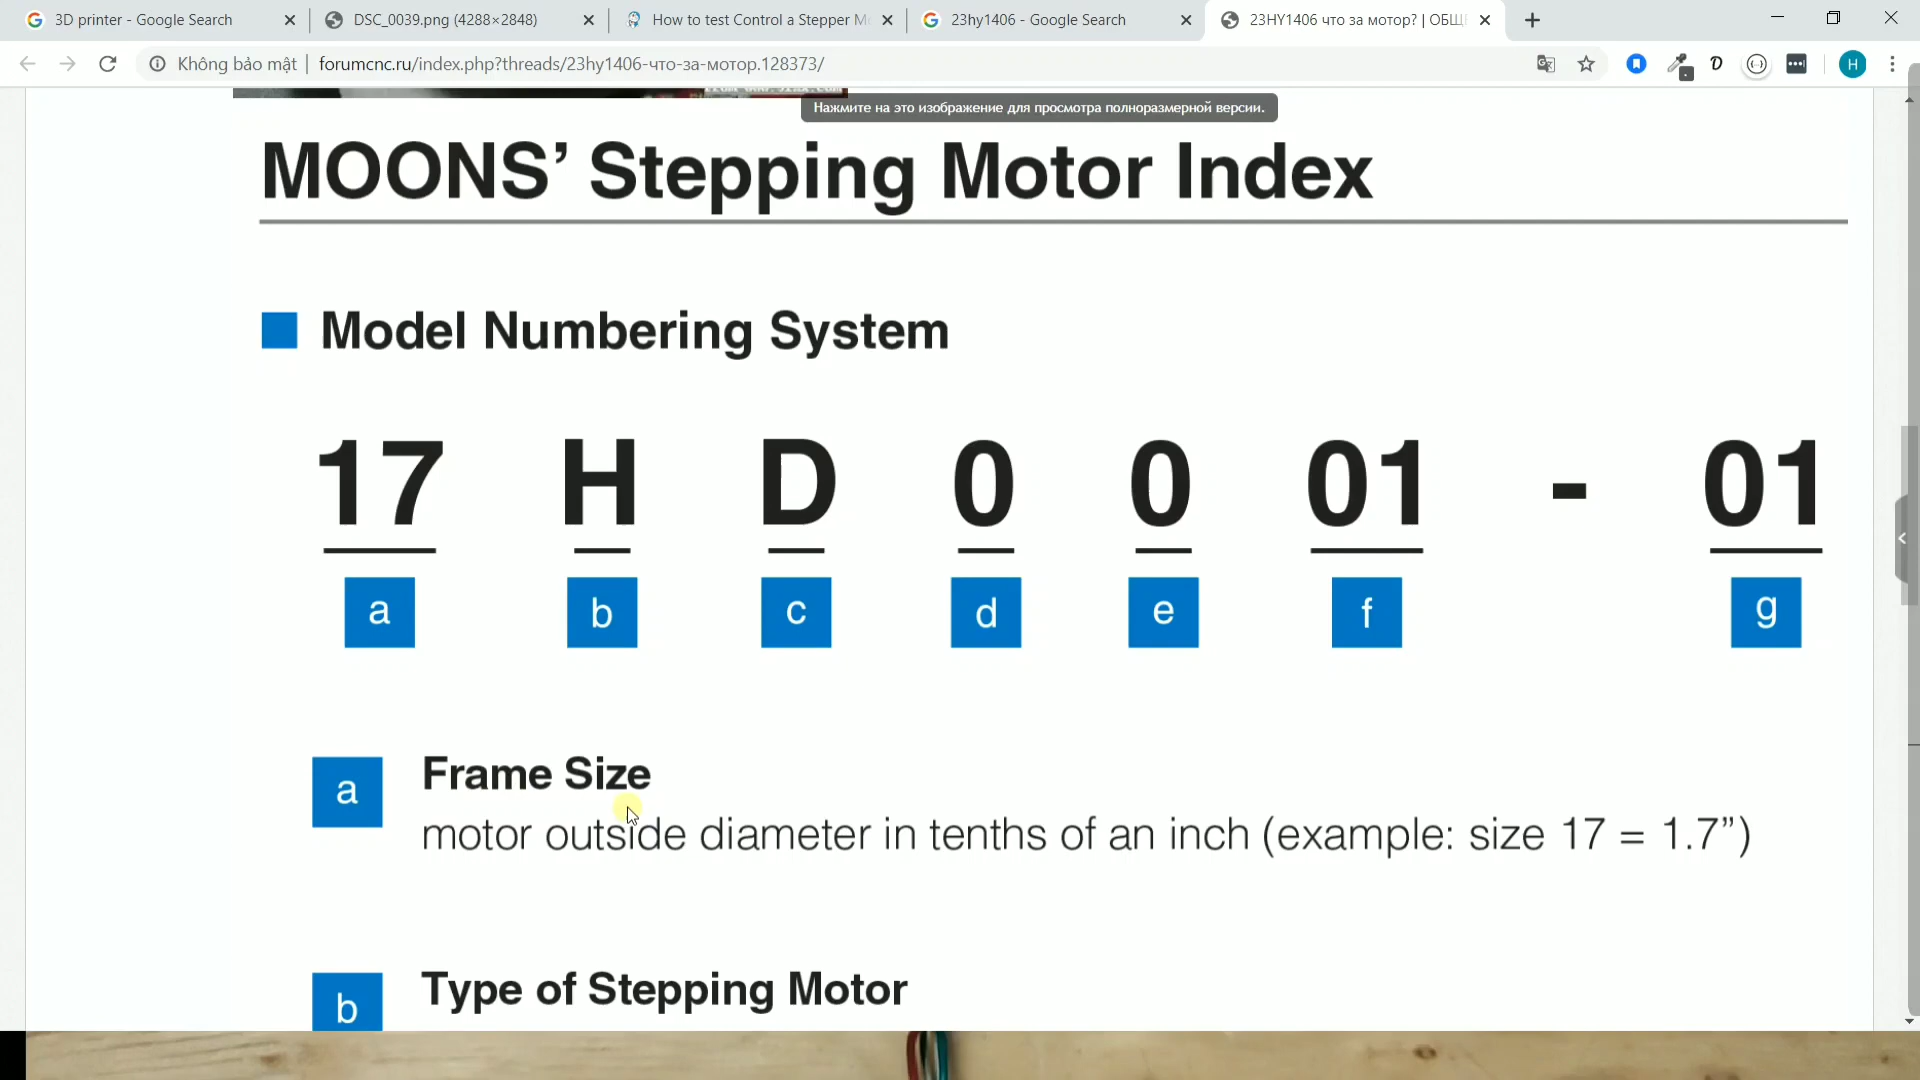 3D printer - Google Search
DSC_0039.png (4288×2848)
How to test Control a Stepper M
23hy1406 - Google Search
23HY1406 что за мотор? | ОБЩ
Không bảo mật | forumcnc.ru/index.php?threads/23hy1406-что-за-мотор.128373/
H
Нажмите на это изображение для просмотра полноразмерной версии.
MOONS’ Stepping Motor Index
Model Numbering System
17 H D 0 0 01 - 01
a b c d e f g
a Frame Size
motor outside diameter in tenths of an inch (example: size 17 = 1.7”)
b Type of Stepping Motor